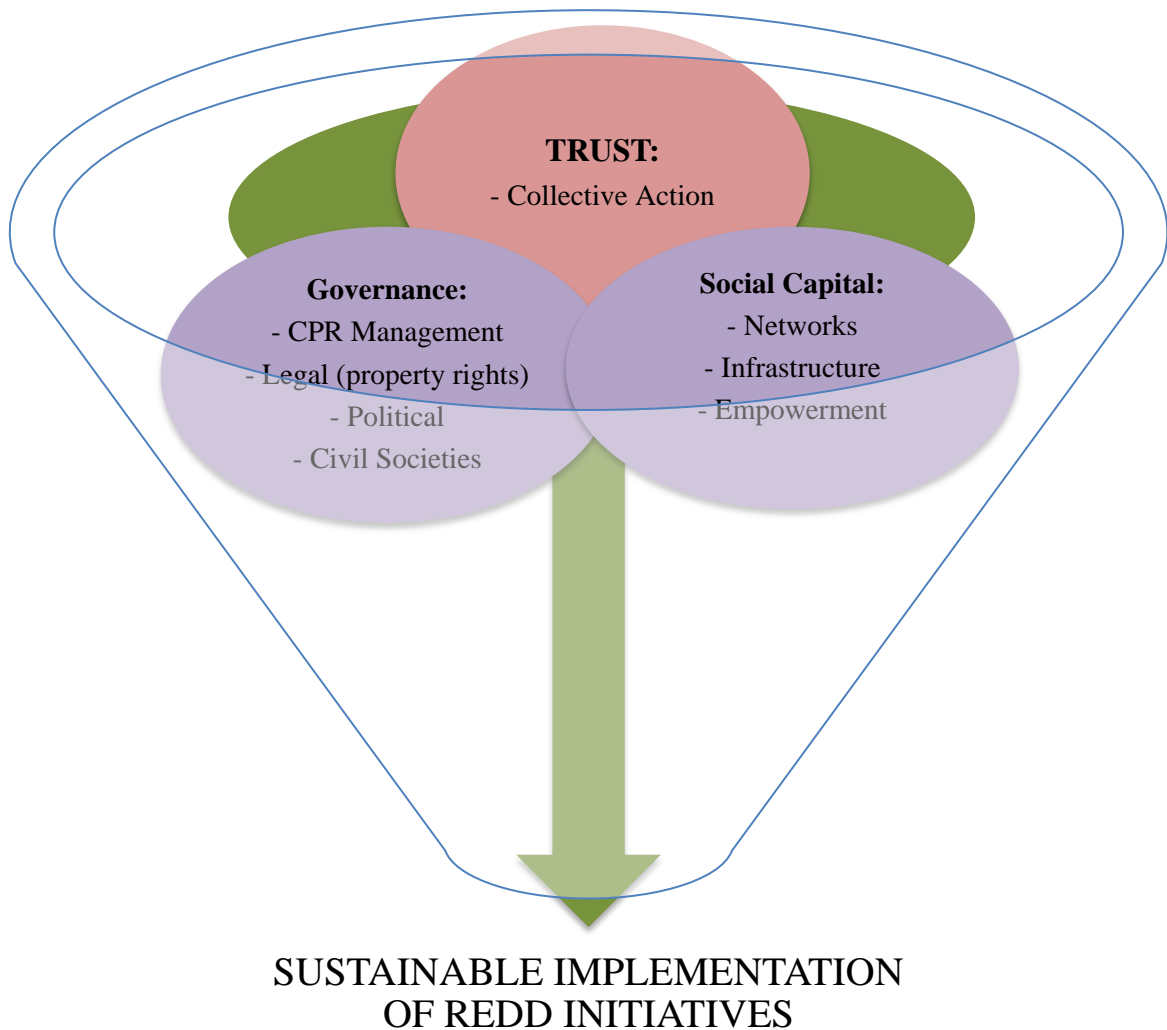 TRUST:
- Collective Action
Governance:
- CPR Management
- Legal (property rights)
- Political
- Civil Societies
Social Capital:
- Networks
- Infrastructure
- Empowerment
SUSTAINABLE IMPLEMENTATION
OF REDD INITIATIVES